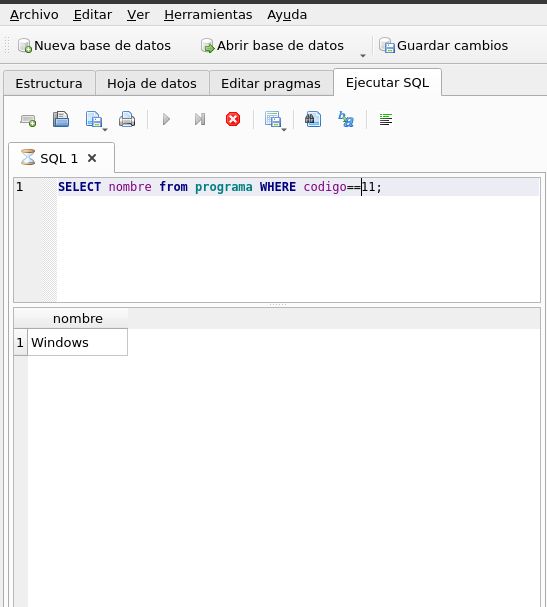 Archivo Editar Ver Herramientas Ayuda
Nueva base de datos Abrir base de datos Guardar cambios
Estructura Hoja de datos Editar pragmas Ejecutar SQL
SQL 1
1 SELECT nombre from programa WHERE codigo==11;
nombre
1 Windows